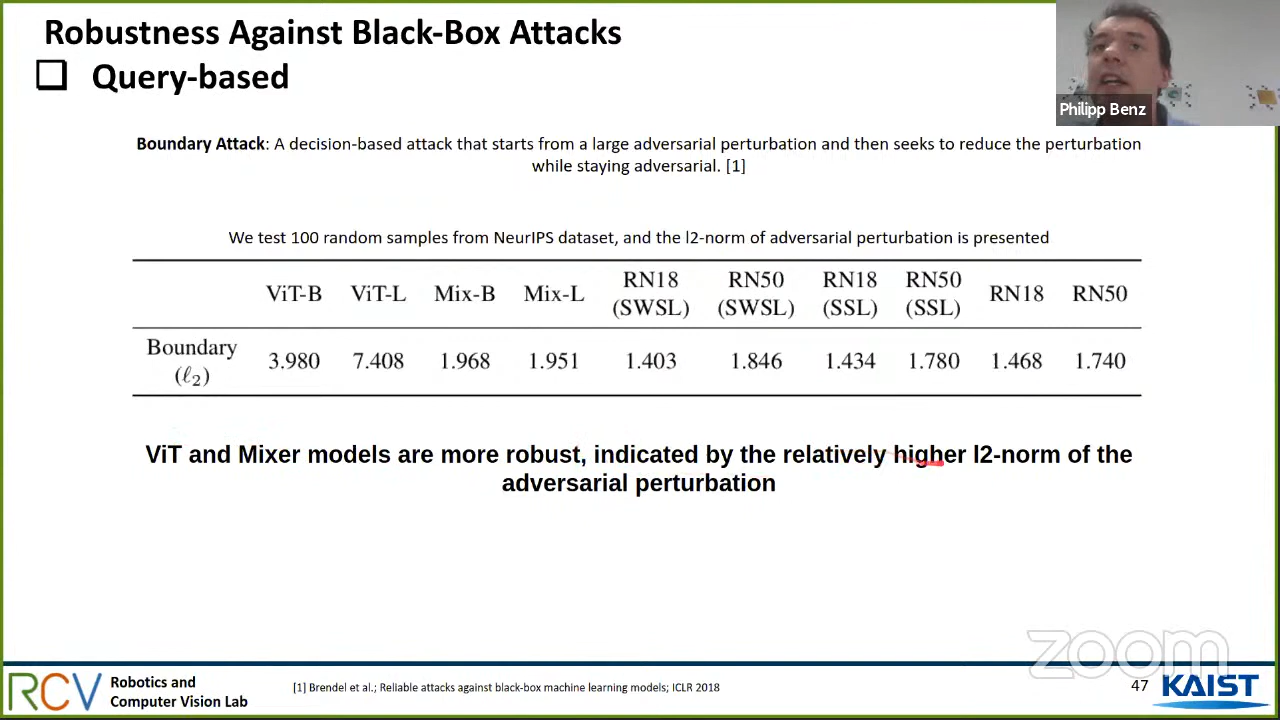 Robustness Against Black-Box Attacks
Query-based
Philipp Benz
Boundary Attack: A decision-based attack that starts from a large adversarial perturbation and then seeks to reduce the perturbation
while staying adversarial. [1]
We test 100 random samples from NeurIPS dataset, and the l2-norm of adversarial perturbation is presented
ViT-B ViT-L Mix-B Mix-L RN18 (SWSL) RN50 (SWSL) RN18 (SSL) RN50 (SSL) RN18 RN50
Boundary (ℓ₂) 3.980 7.408 1.968 1.951 1.403 1.846 1.434 1.780 1.468 1.740
ViT and Mixer models are more robust, indicated by the relatively higher l2-norm of the
adversarial perturbation
zoom
RCV Robotics and
Computer Vision Lab
[1] Brendel et al.; Reliable attacks against black-box machine learning models; ICLR 2018
47 KAIST